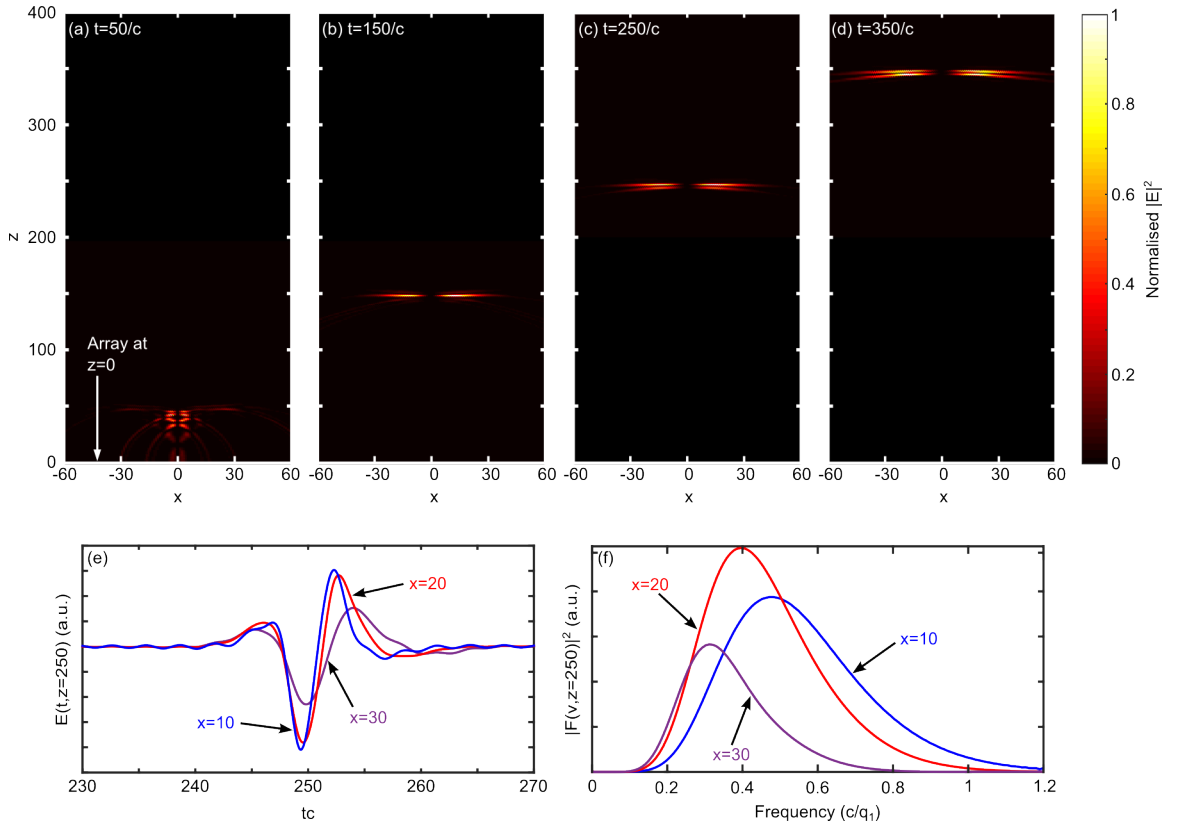 (a) t=50/c
(b) t=150/c
(c) t=250/c
(d) t=350/c
400
300
200
100
0
z
Array at
z=0
-60 -30 0 30 60
x
-60 -30 0 30 60
x
-60 -30 0 30 60
x
-60 -30 0 30 60
x
1
0.8
0.6
0.4
0.2
0
Normalised |E|²
(e)
x=20
x=10
x=30
E(t,z=250) (a.u.)
230 240 250 260 270
tc
(f)
x=20
x=10
x=30
|F(ν,z=250)|² (a.u.)
0 0.2 0.4 0.6 0.8 1 1.2
Frequency (c/q₁)